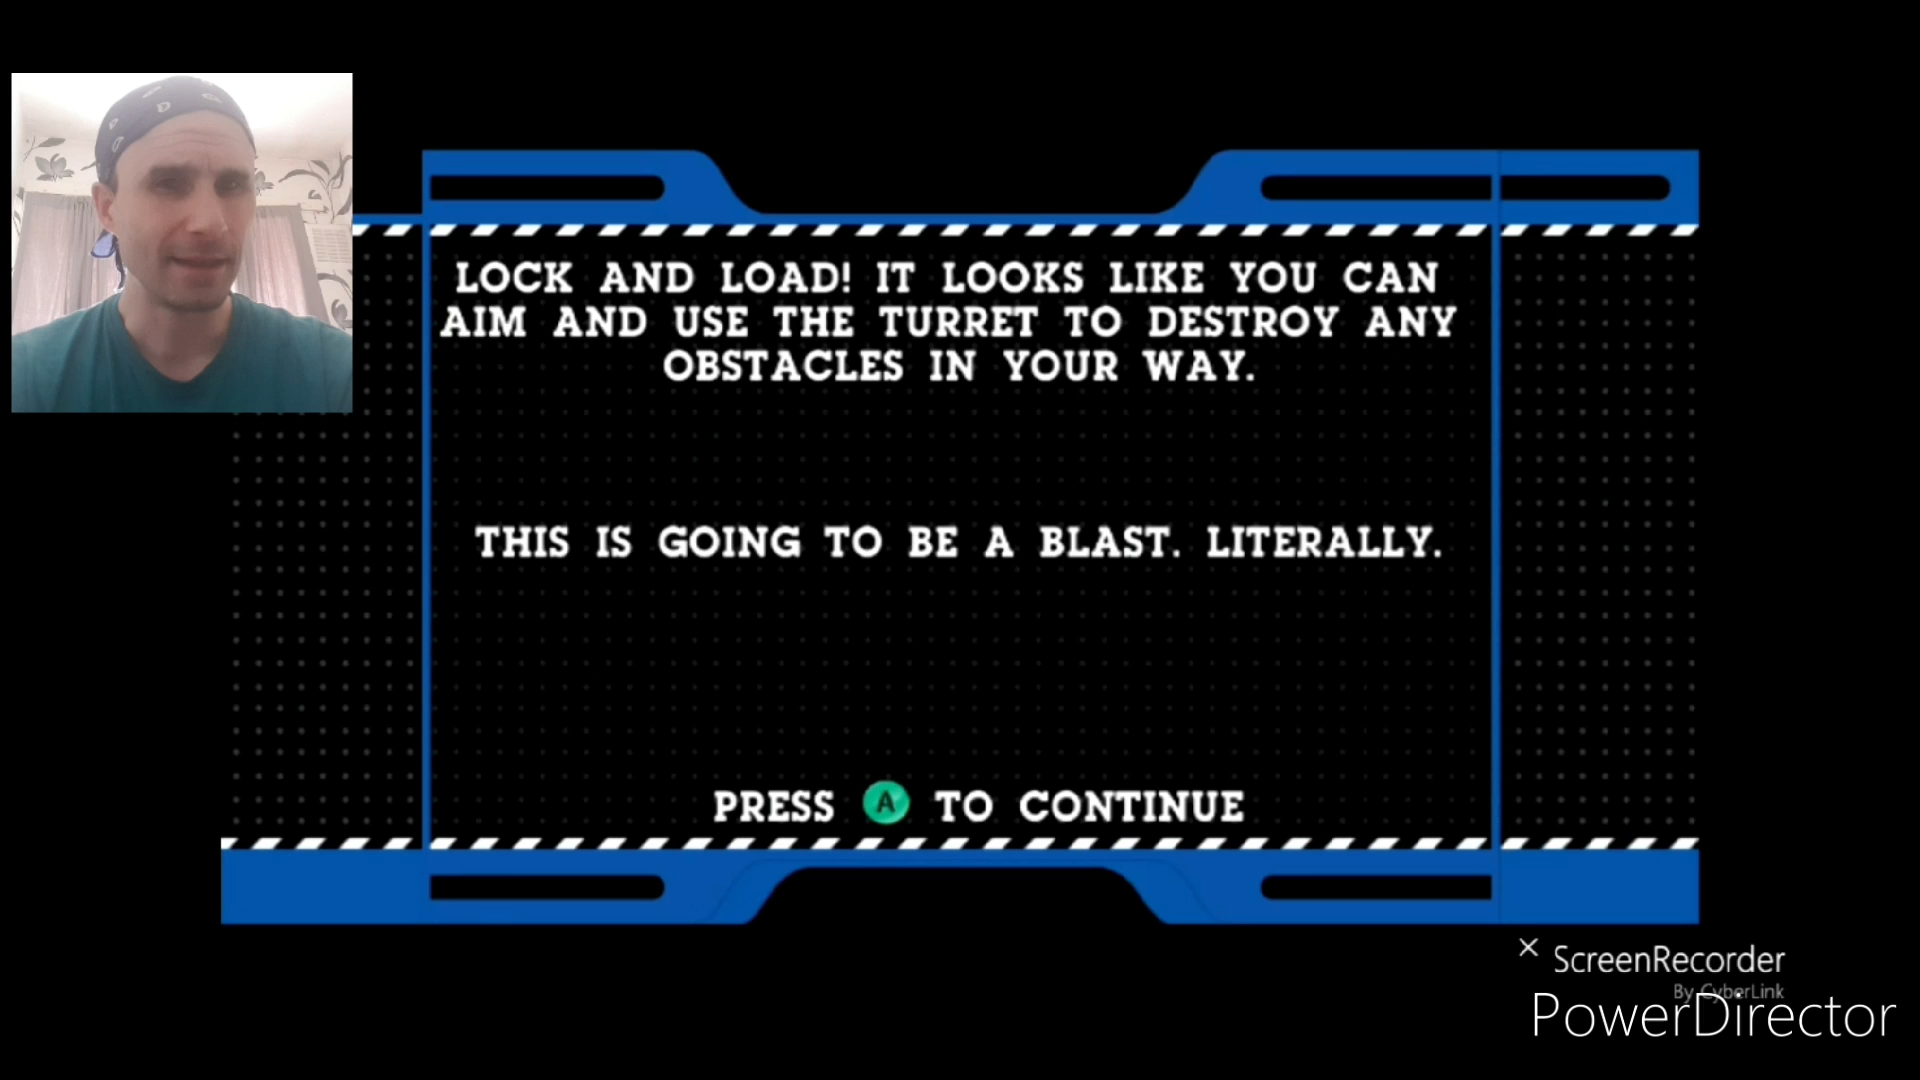 LOCK AND LOAD! IT LOOKS LIKE YOU CAN
AIM AND USE THE TURRET TO DESTROY ANY
OBSTACLES IN YOUR WAY.
THIS IS GOING TO BE A BLAST. LITERALLY.
PRESS A TO CONTINUE
ScreenRecorder
By CyberLink
PowerDirector